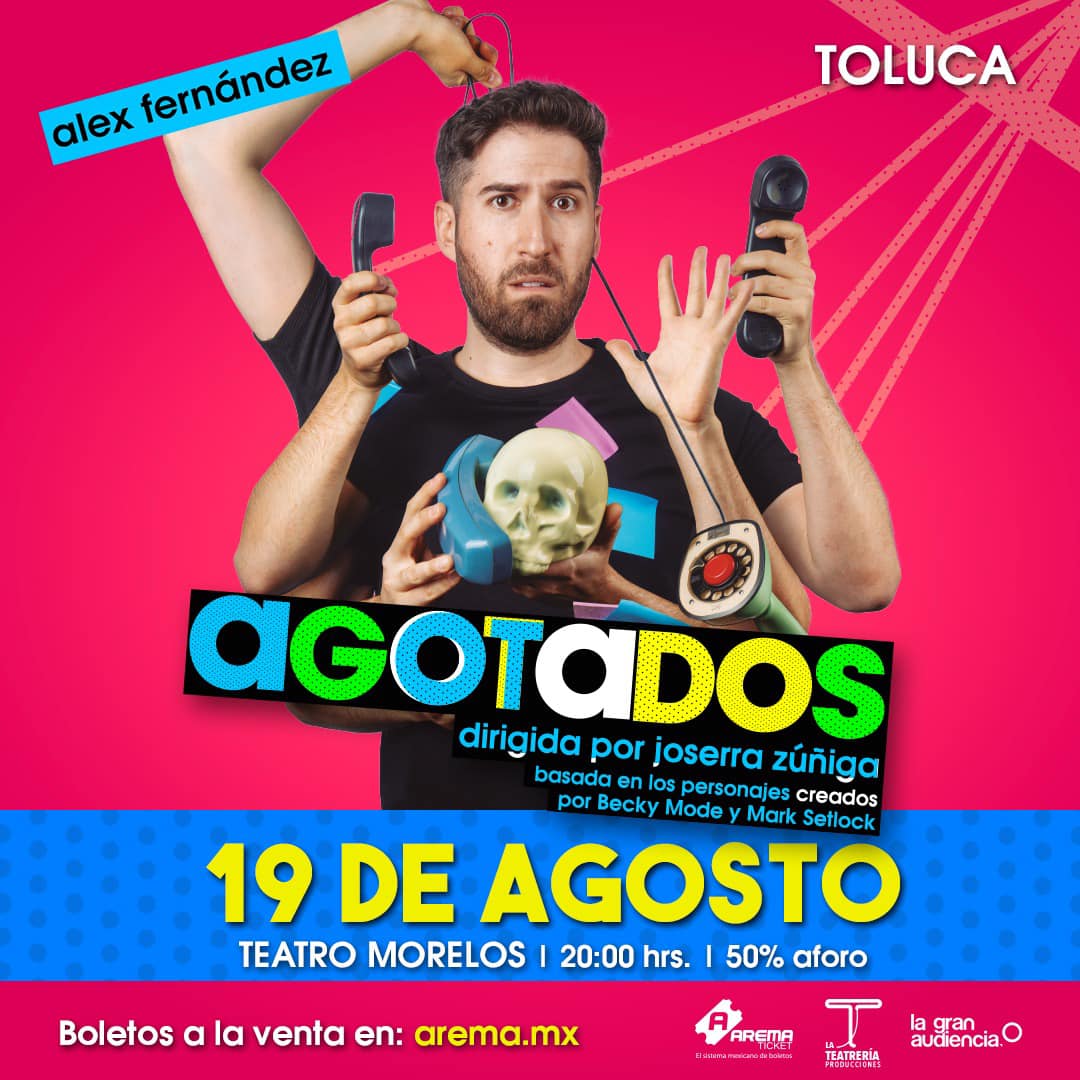 alex fernández
TOLUCA
aGOTaDOS
dirigida por joserra zúñiga
basada en los personajes creados
por Becky Mode y Mark Setlock
19 DE AGOSTO
TEATRO MORELOS | 20:00 hrs. | 50% aforo
Boletos a la venta en: arema.mx
A AREMA
TICKET
El sistema mexicano de boletos
LA
TEATRERÍA
PRODUCCIONES
la gran
audiencia.